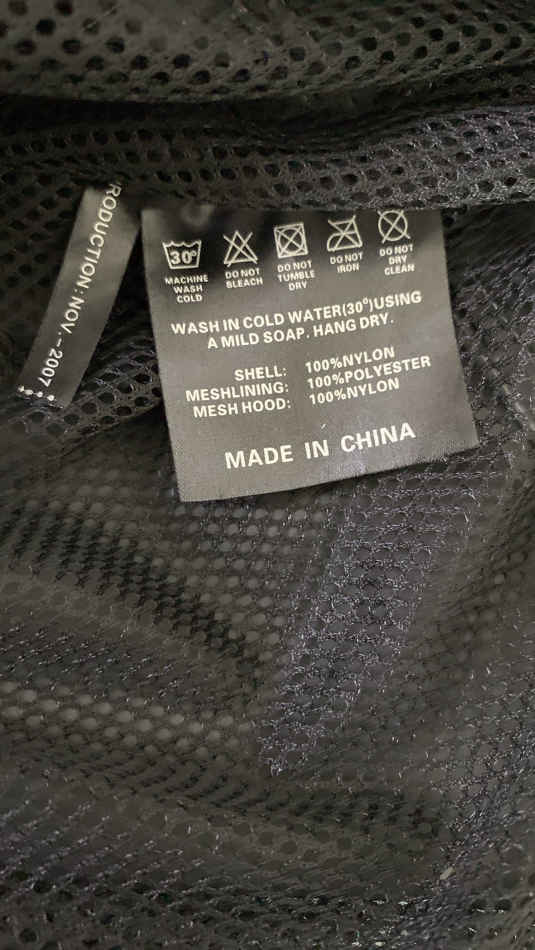 PRODUCTION: NOV – 2007
30°
MACHINE
WASH
COLD
DO NOT
BLEACH
DO NOT
TUMBLE
DRY
DO NOT
IRON
DO NOT
DRY
CLEAN
WASH IN COLD WATER(30°)USING
A MILD SOAP. HANG DRY.
SHELL: 100%NYLON
MESHLINING: 100%POLYESTER
MESH HOOD: 100%NYLON
MADE IN CHINA